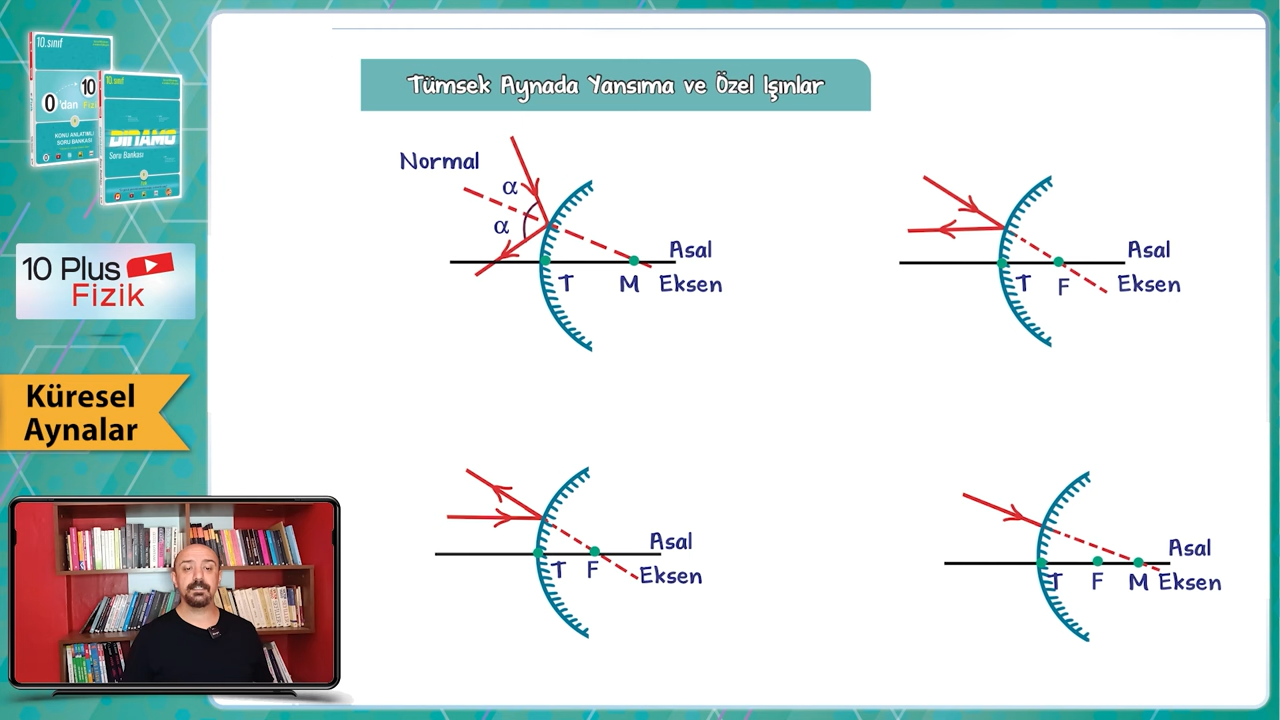 10.sınıf
0'dan 10
Fizik
KONU ANLATIMLI
SORU BANKASI
10.sınıf
DİNAMO
Soru Bankası
10 Plus
Fizik
Küresel
Aynalar
Tümsek Aynada Yansıma ve Özel Işınlar
Normal
α
α
T
M
Asal
Eksen
T
F
Asal
Eksen
T
F
Asal
Eksen
T
F
M
Asal
Eksen